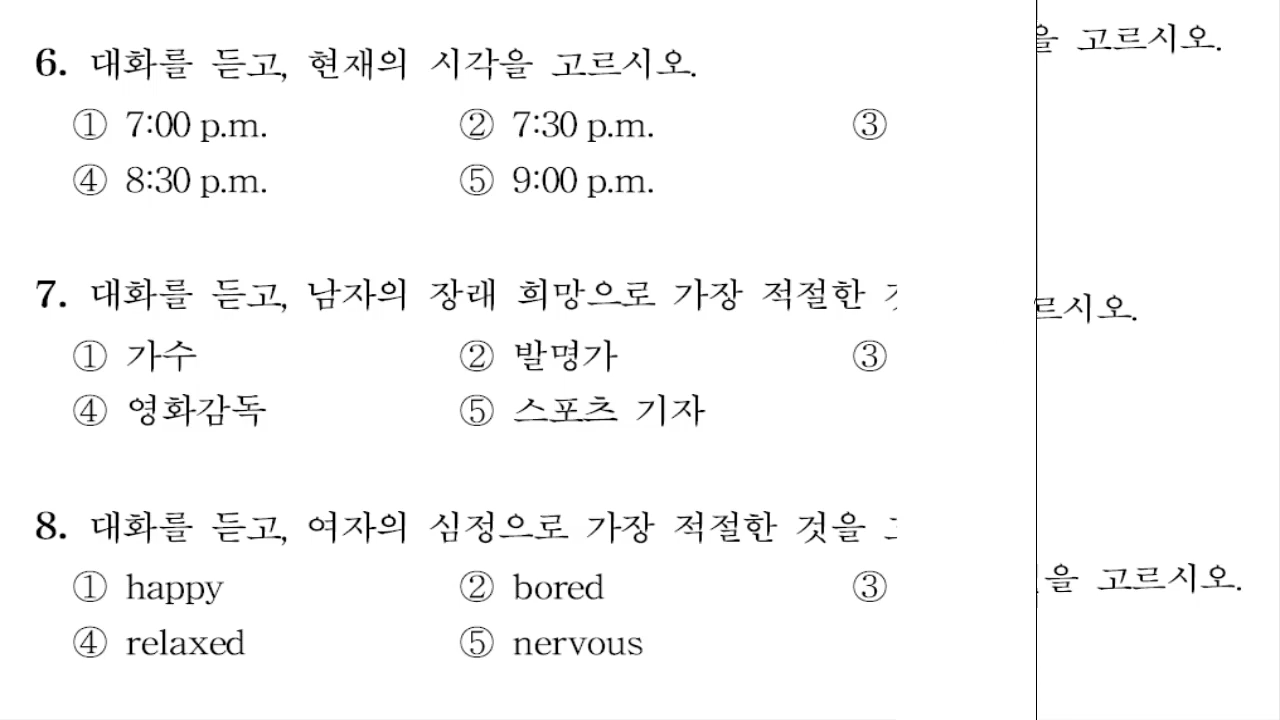 6. 대화를 듣고, 현재의 시각을 고르시오.
① 7:00 p.m. ② 7:30 p.m. ③
④ 8:30 p.m. ⑤ 9:00 p.m.
7. 대화를 듣고, 남자의 장래 희망으로 가장 적절한
① 가수 ② 발명가 ③
④ 영화감독 ⑤ 스포츠 기자
8. 대화를 듣고, 여자의 심정으로 가장 적절한 것을
① happy ② bored ③
④ relaxed ⑤ nervous
을 고르시오.
르시오.
을 고르시오.